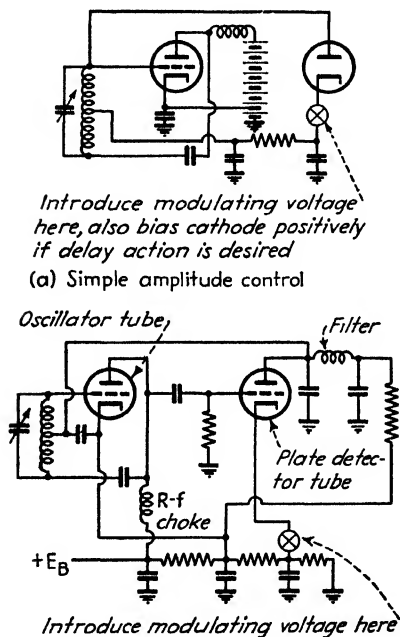 Introduce modulating voltage
here, also bias cathode positively
if delay action is desired
(a) Simple amplitude control
Oscillator tube
Filter
Plate detec-
tor tube
R-f
choke
+EB
Introduce modulating voltage here